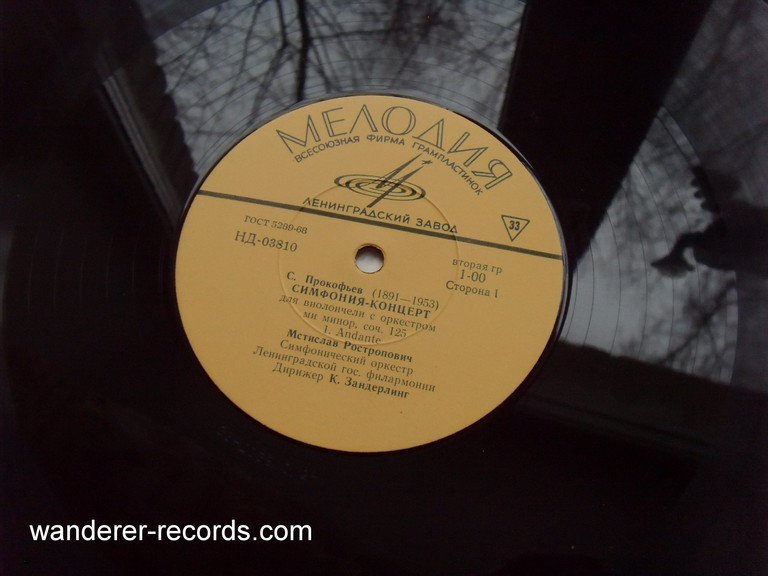 МЕЛОДИЯ
ВСЕСОЮЗНАЯ ФИРМА ГРАМПЛАСТИНОК
ЛЕНИНГРАДСКИЙ ЗАВОД
33
ГОСТ 5289-68
НД-03810
вторая гр
1-00
Сторона 1
С. Прокофьев (1891—1953)
СИМФОНИЯ-КОНЦЕРТ
для виолончели с оркестром
ми минор, соч. 125
1. Andante
Мстислав Ростропович
Симфонический оркестр
Ленинградской гос. филармонии
Дирижер К. Зандерлинг
wanderer-records.com